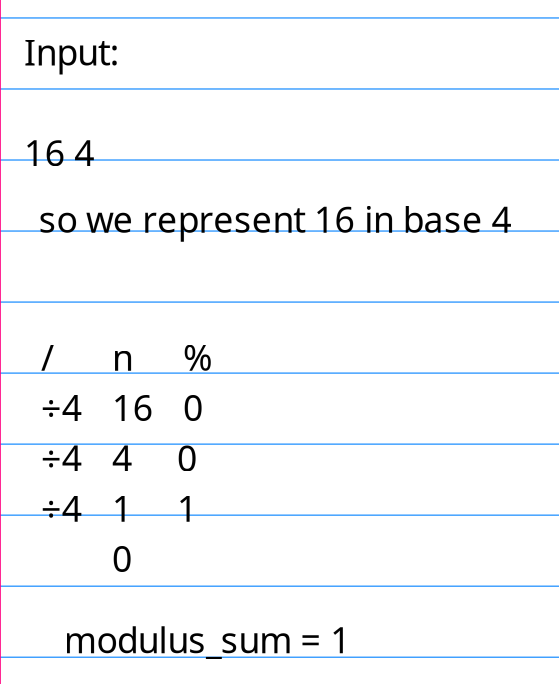 Input:
16 4
so we represent 16 in base 4
/ n %
÷4 16 0
÷4 4 0
÷4 1 1
0
modulus_sum = 1